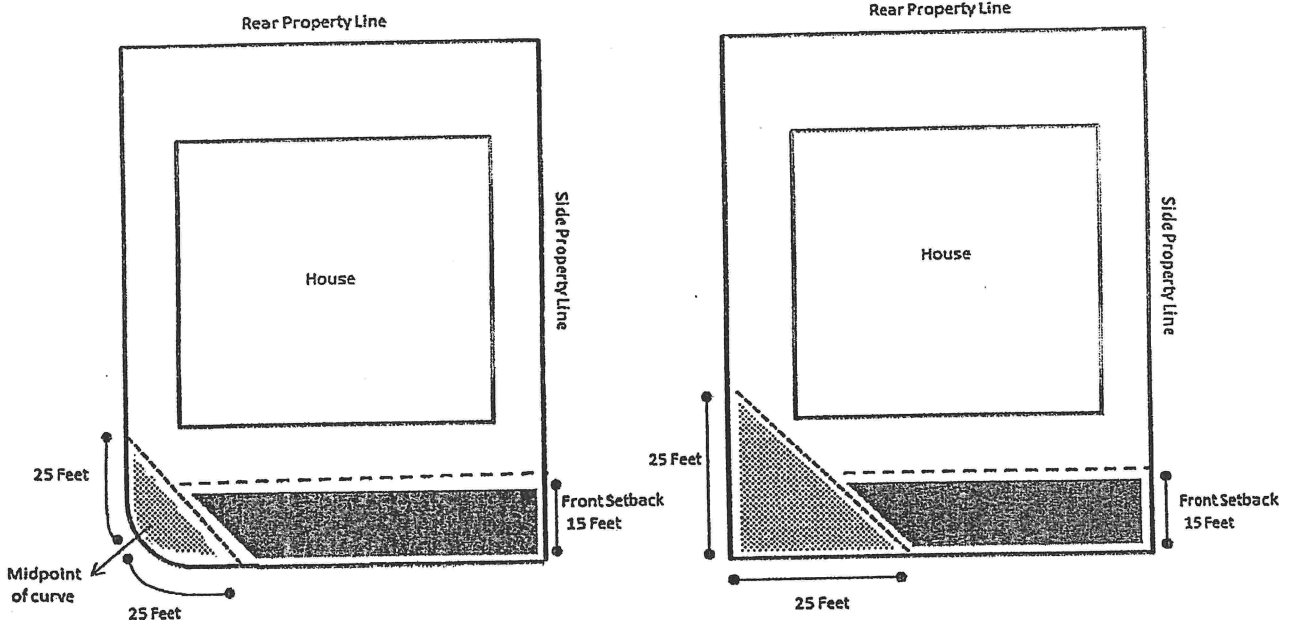 Rear Property Line
House
Side Property Line
25 Feet
Front Setback
15 Feet
Midpoint
of curve
25 Feet
Rear Property Line
House
Side Property Line
25 Feet
Front Setback
15 Feet
25 Feet